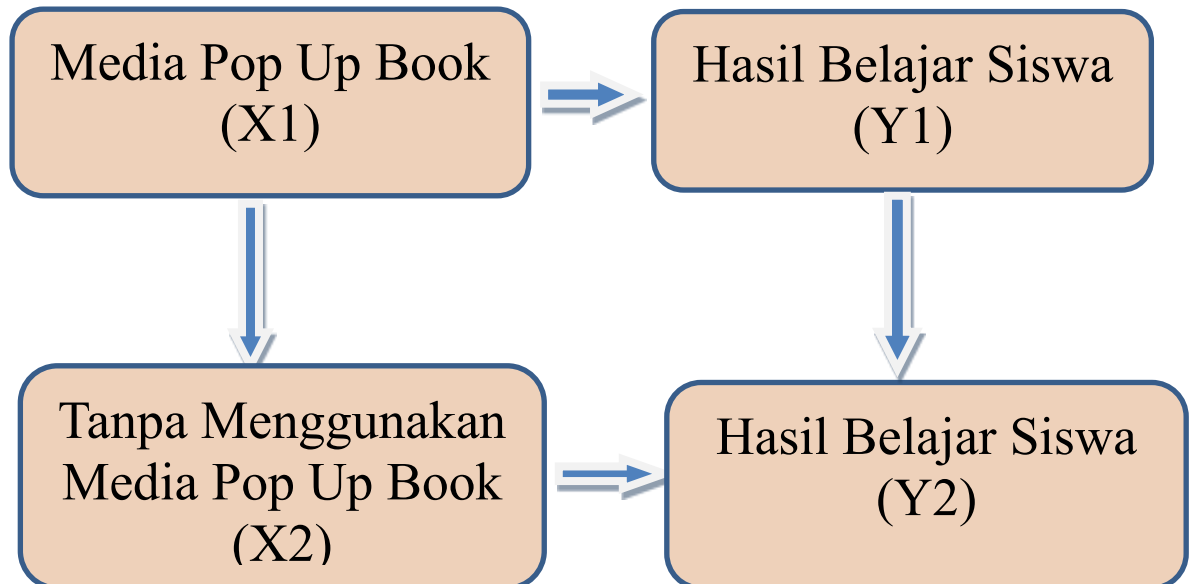 Media Pop Up Book
(X1)
Hasil Belajar Siswa
(Y1)
Tanpa Menggunakan
Media Pop Up Book
(X2)
Hasil Belajar Siswa
(Y2)